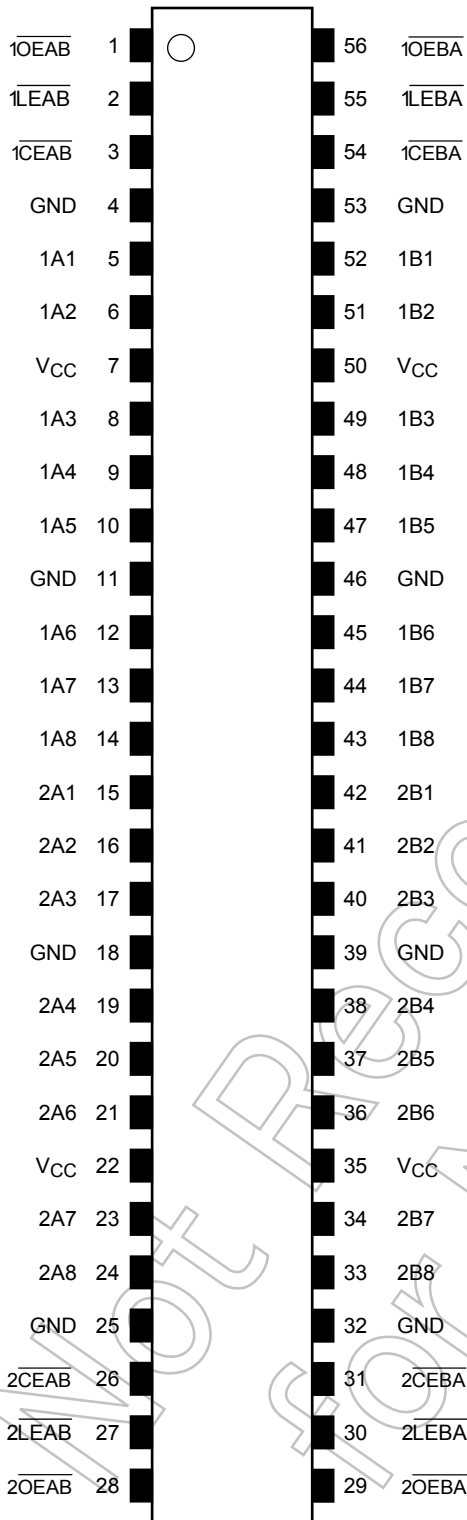 1OEAB 1 56 1OEBA
1LEAB 2 55 1LEBA
1CEAB 3 54 1CEBA
GND 4 53 GND
1A1 5 52 1B1
1A2 6 51 1B2
VCC 7 50 VCC
1A3 8 49 1B3
1A4 9 48 1B4
1A5 10 47 1B5
GND 11 46 GND
1A6 12 45 1B6
1A7 13 44 1B7
1A8 14 43 1B8
2A1 15 42 2B1
2A2 16 41 2B2
2A3 17 40 2B3
GND 18 39 GND
2A4 19 38 2B4
2A5 20 37 2B5
2A6 21 36 2B6
VCC 22 35 VCC
2A7 23 34 2B7
2A8 24 33 2B8
GND 25 32 GND
2CEAB 26 31 2CEBA
2LEAB 27 30 2LEBA
2OEAB 28 29 2OEBA
Not
for